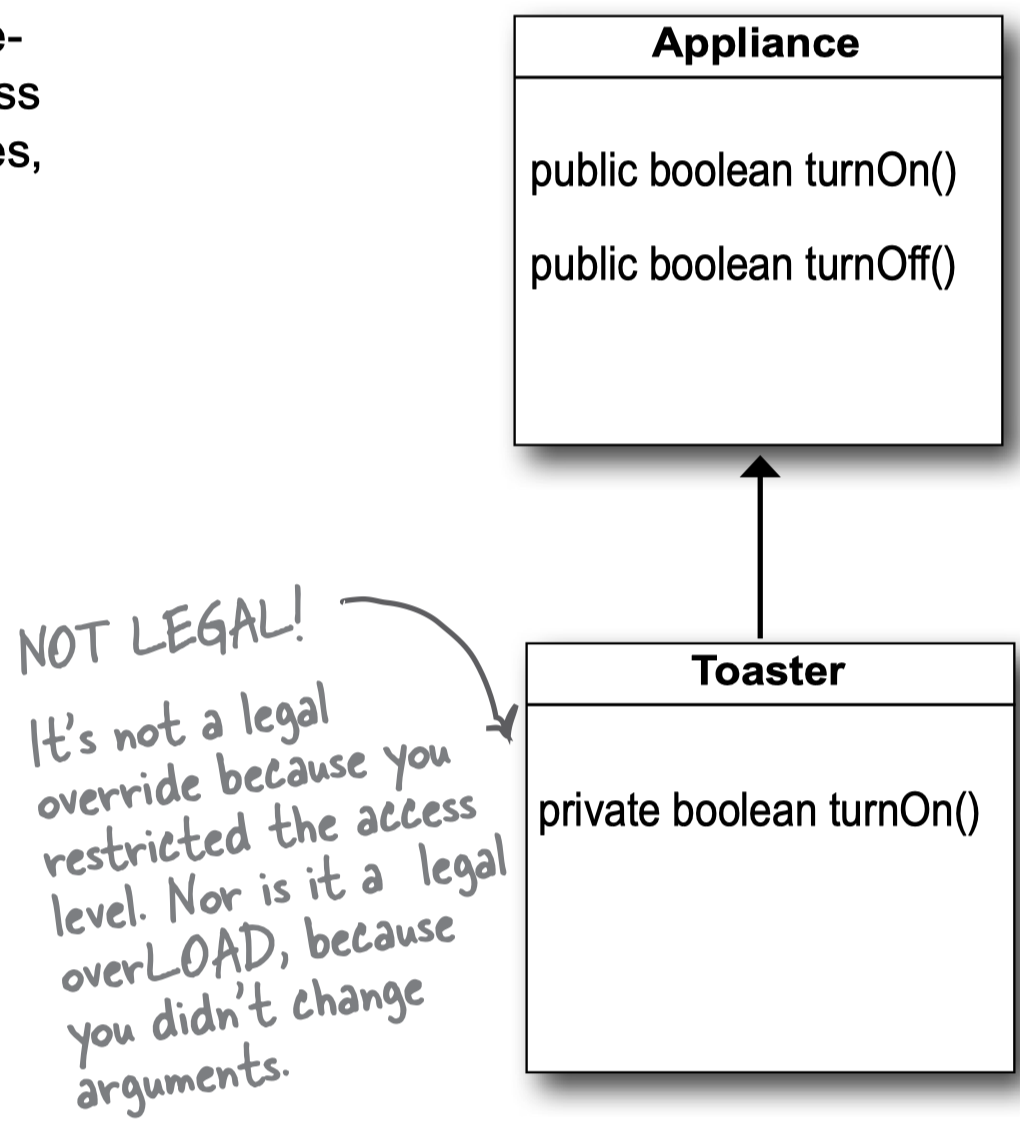 e-
ss
es,
Appliance
public boolean turnOn()
public boolean turnOff()
NOT LEGAL!
It's not a legal
override because you
restricted the access
level. Nor is it a legal
overLOAD, because
you didn't change
arguments.
Toaster
private boolean turnOn()